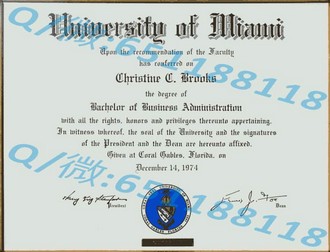 University of Miami
Upon the recommendation of the Faculty
has conferred on
Christine C. Brooks
the degree of
Bachelor of Business Administration
with all the rights, honors and privileges thereunto appertaining.
In witness whereof, the seal of the University and the signatures
of the President and the Dean are hereunto affixed.
Given at Coral Gables, Florida, on
December 14, 1974
President
Dean
Q/微:651188118
Q/微:651188118